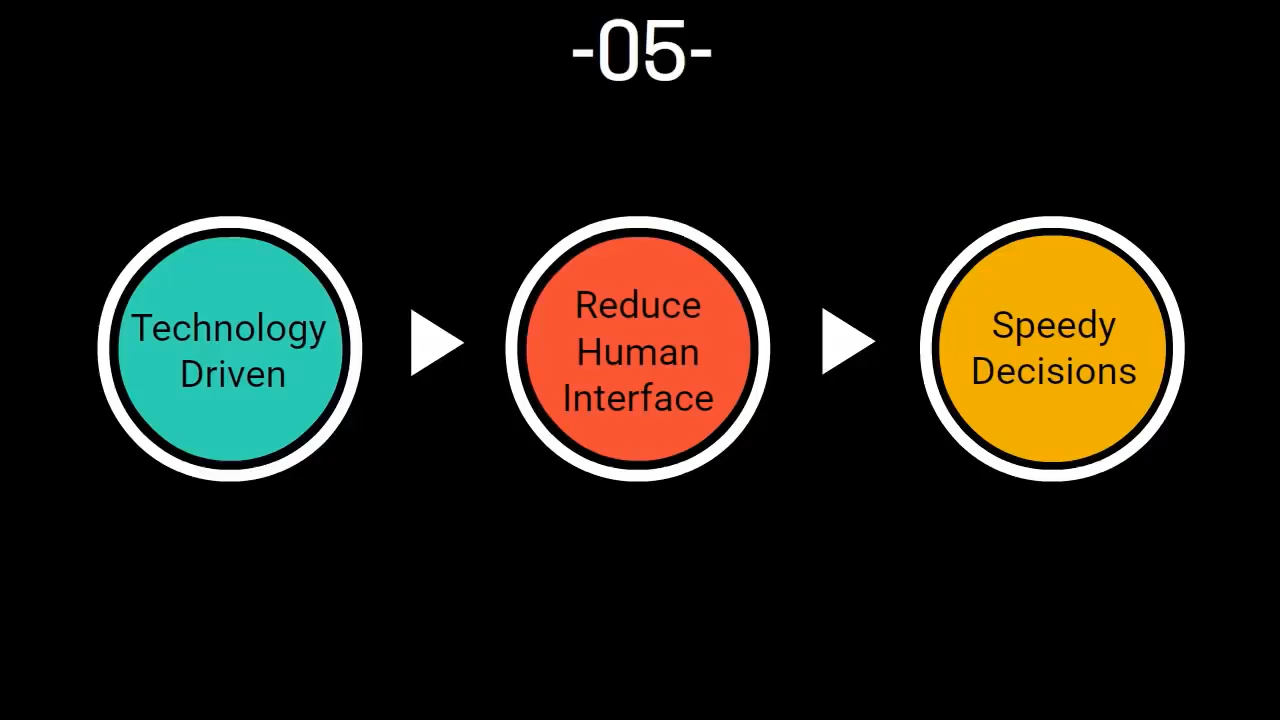 -05-
Technology
Driven
Reduce
Human
Interface
Speedy
Decisions